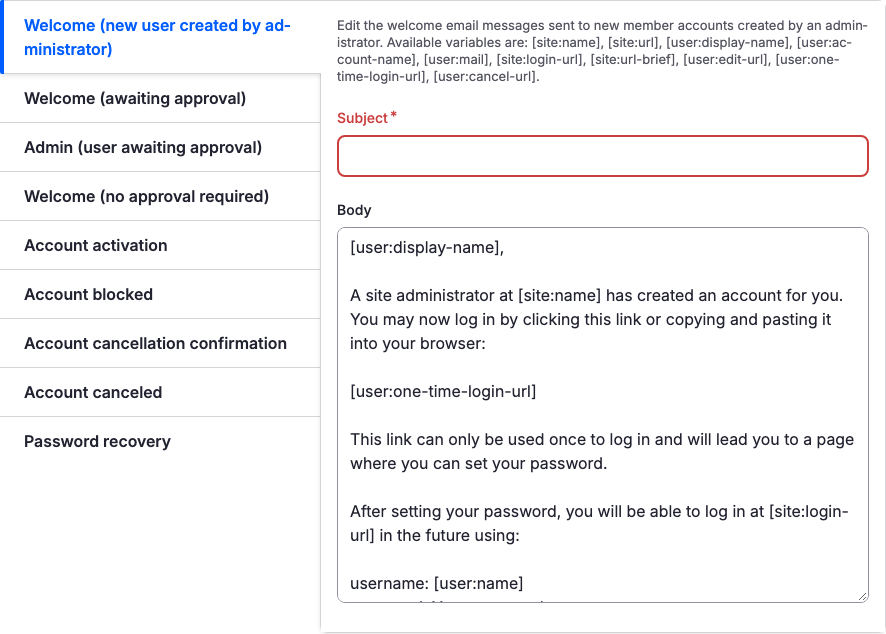 Welcome (new user created by ad-
ministrator)
Welcome (awaiting approval)
Admin (user awaiting approval)
Welcome (no approval required)
Account activation
Account blocked
Account cancellation confirmation
Account canceled
Password recovery
Edit the welcome email messages sent to new member accounts created by an admin-
istrator. Available variables are: [site:name], [site:url], [user:display-name], [user:ac-
count-name], [user:mail], [site:login-url], [site:url-brief], [user:edit-url], [user:one-
time-login-url], [user:cancel-url].
Subject*
Body
[user:display-name],
A site administrator at [site:name] has created an account for you.
You may now log in by clicking this link or copying and pasting it
into your browser:
[user:one-time-login-url]
This link can only be used once to log in and will lead you to a page
where you can set your password.
After setting your password, you will be able to log in at [site:login-
url] in the future using:
username: [user:name]